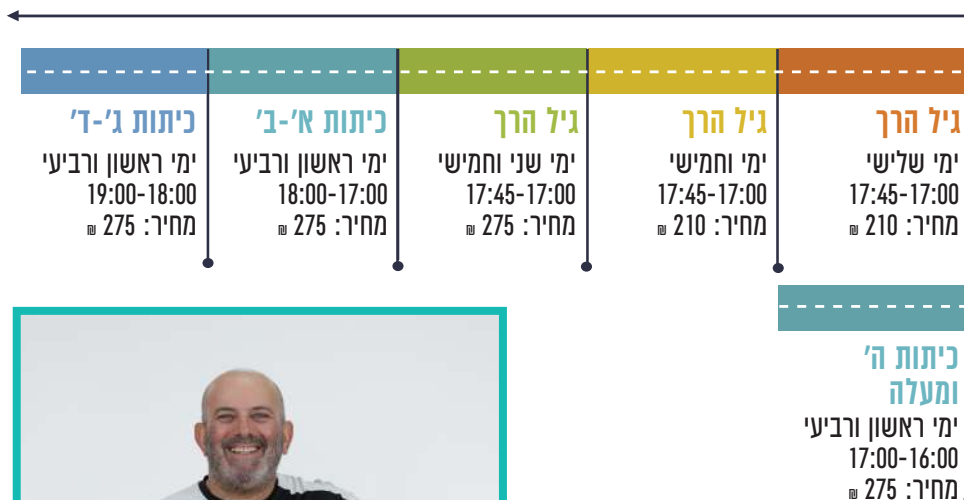 גיל הרך
ימי שלישי
17:45-17:00
מחיר: 210 ₪
גיל הרך
ימי וחמישי
17:45-17:00
מחיר: 210 ₪
גיל הרך
ימי שני וחמישי
17:45-17:00
מחיר: 275 ₪
כיתות א'-ב'
ימי ראשון ורביעי
18:00-17:00
מחיר: 275 ₪
כיתות ג'-ד'
ימי ראשון ורביעי
19:00-18:00
מחיר: 275 ₪
כיתות ה'
ומעלה
ימי ראשון ורביעי
17:00-16:00
מחיר: 275 ₪